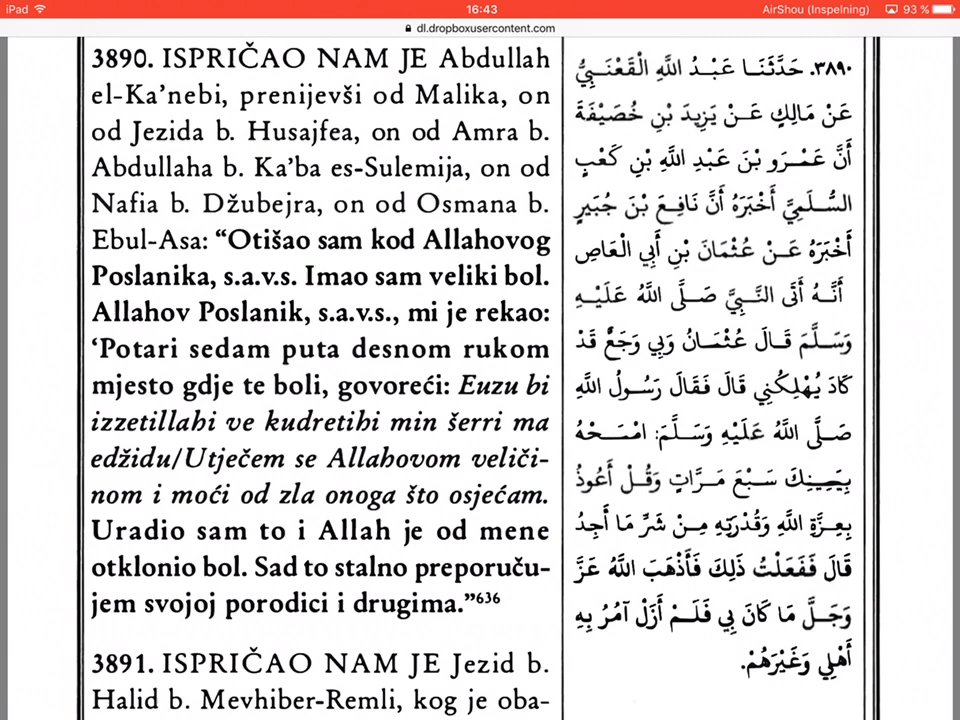 iPad
16:43
AirShou (Inspelning)
93 %
dl.dropboxusercontent.com
3890. ISPRIČAO NAM JE Abdullah
el-Ka’nebi, prenijevši od Malika, on
od Jezida b. Husajfea, on od Amra b.
Abdullaha b. Ka’ba es-Sulemija, on od
Nafia b. Džubejra, on od Osmana b.
Ebul-Asa: “Otišao sam kod Allahovog
Poslanika, s.a.v.s. Imao sam veliki bol.
Allahov Poslanik, s.a.v.s., mi je rekao:
‘Potari sedam puta desnom rukom
mjesto gdje te boli, govoreći: Euzu bi
izzetillahi ve kudretihi min šerri ma
edžidu/Utječem se Allahovom veliči-
nom i moći od zla onoga što osjećam.
Uradio sam to i Allah je od mene
otklonio bol. Sad to stalno preporuču-
jem svojoj porodici i drugima.”636
3891. ISPRIČAO NAM JE Jezid b.
Halid b. Mevhiber-Remli, kog je oba-
٣٨٩٠. حَدَّثَنَا عَبْدُ اللَّهِ الْقَعْنَبِيُّ
عَنْ مَالِكٍ عَنْ يَزِيدَ بْنِ خُصَيْفَةَ
أَنَّ عَمْرَو بْنَ عَبْدِ اللَّهِ بْنِ كَعْبٍ
السُّلَمِيَّ أَخْبَرَهُ أَنَّ نَافِعَ بْنَ جُبَيْرٍ
أَخْبَرَهُ عَنْ عُثْمَانَ بْنِ أَبِي الْعَاصِ
أَنَّهُ أَتَى النَّبِيَّ صَلَّى اللَّهُ عَلَيْهِ
وَسَلَّمَ قَالَ عُثْمَانُ وَبِي وَجَعٌ قَدْ
كَادَ يُهْلِكُنِي قَالَ فَقَالَ رَسُولُ اللَّهِ
صَلَّى اللَّهُ عَلَيْهِ وَسَلَّمَ: امْسَحْهُ
بِيَمِينِكَ سَبْعَ مَرَّاتٍ وَقُلْ أَعُوذُ
بِعِزَّةِ اللَّهِ وَقُدْرَتِهِ مِنْ شَرِّ مَا أَجِدُ
قَالَ فَفَعَلْتُ ذَلِكَ فَأَذْهَبَ اللَّهُ عَزَّ
وَجَلَّ مَا كَانَ بِي فَلَمْ أَزَلْ آمُرُ بِهِ
أَهْلِي وَغَيْرَهُمْ.